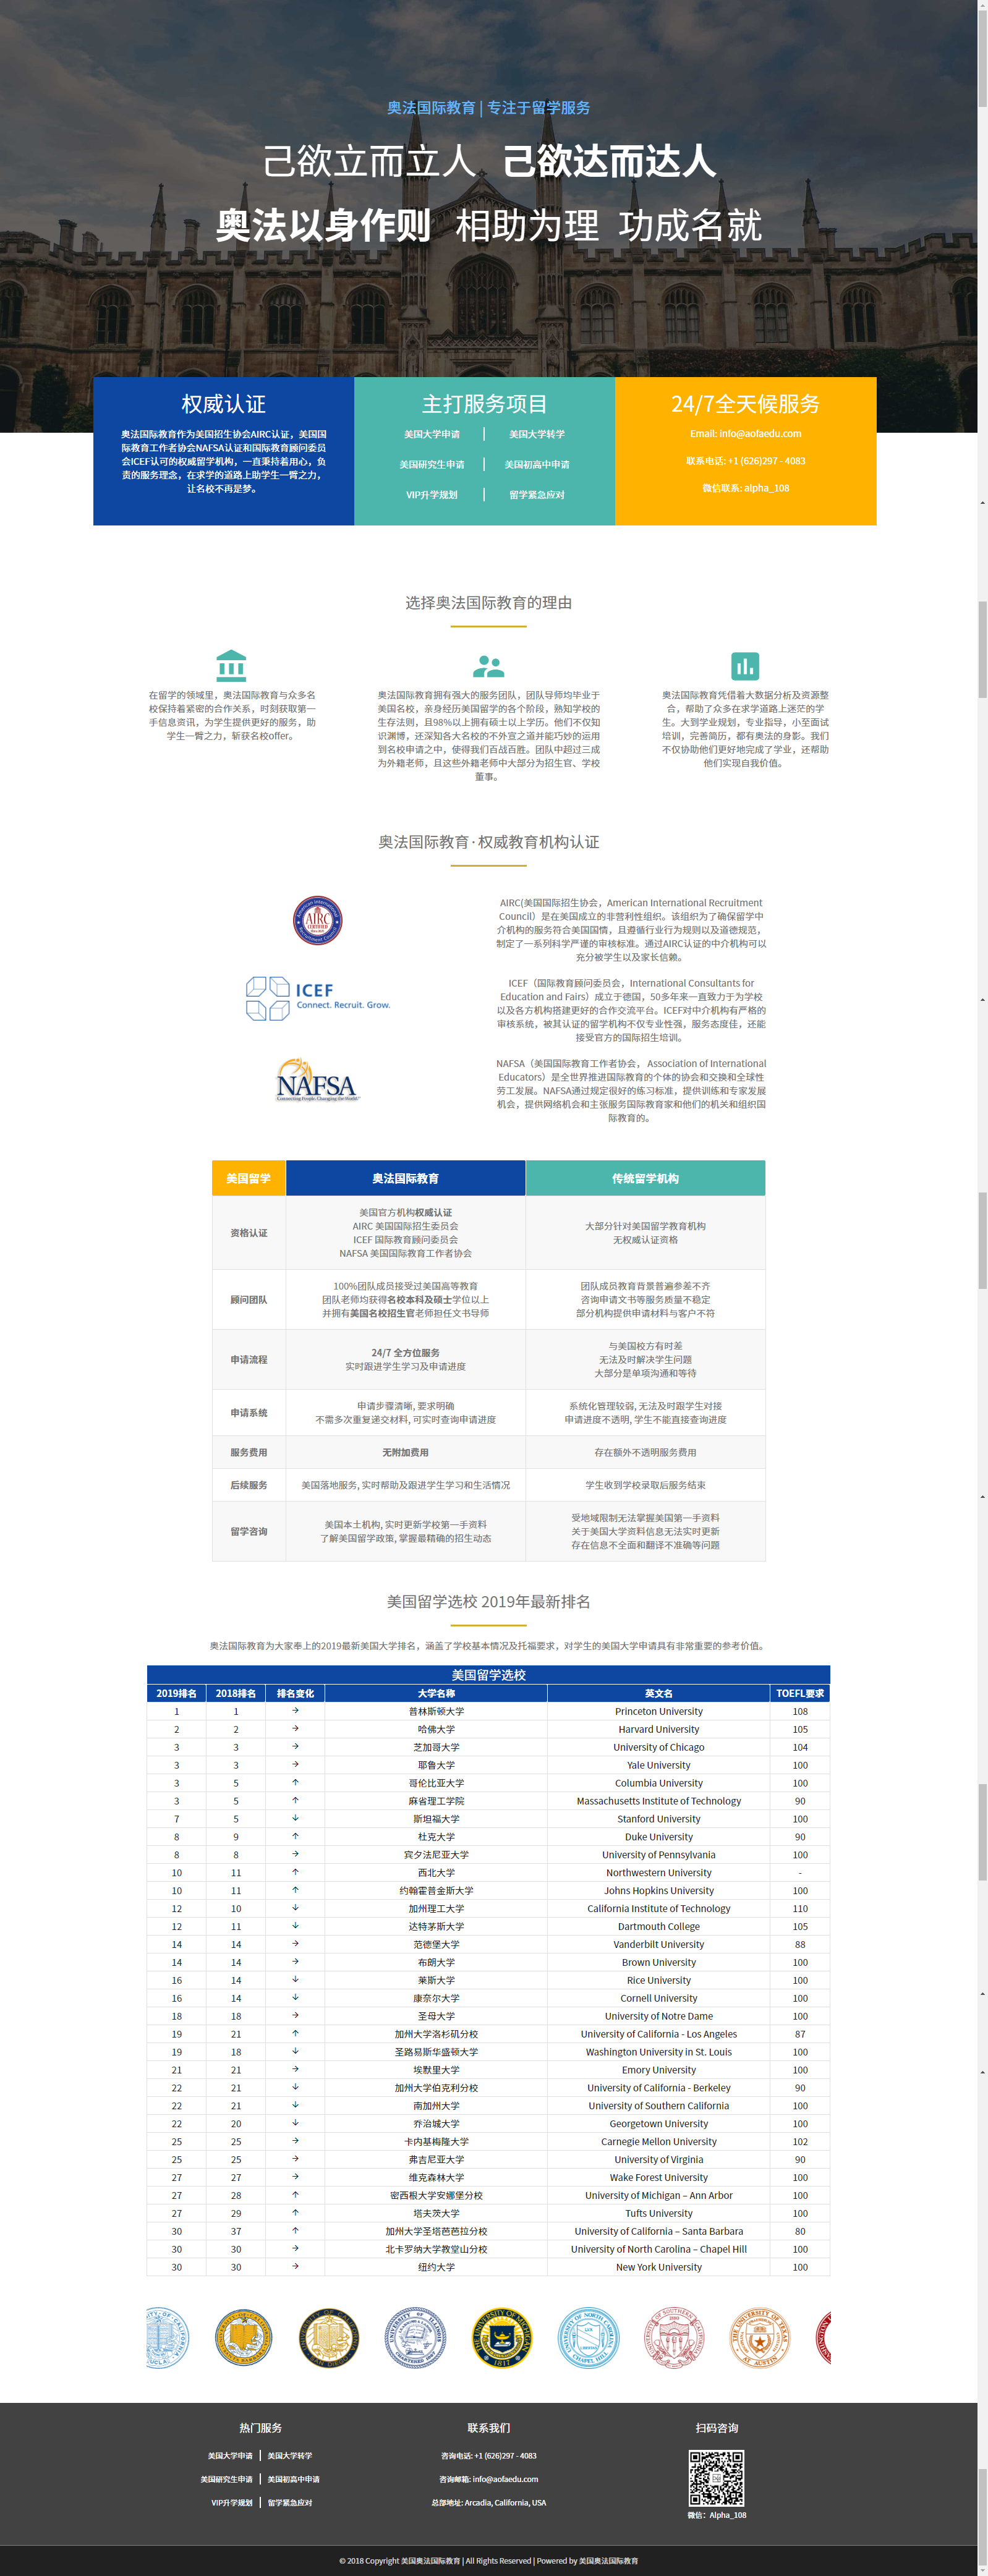 奥法国际教育 | 专注于留学服务
己欲立而立人 己欲达而达人
奥法以身作则 相助为理 功成名就
权威认证
奥法国际教育作为美国招生协会AIRC认证，美国国
际教育工作者协会NAFSA认证和国际教育顾问委员
会ICEF认可的权威留学机构，一直秉持着用心，负
责的服务理念，在求学的道路上助学生一臂之力，
让名校不再是梦。
主打服务项目
美国大学申请 美国大学转学
美国研究生申请 美国初高中申请
VIP升学规划 留学紧急应对
24/7全天候服务
Email: info@aofaedu.com
联系电话: +1 (626)297 - 4083
微信联系: alpha_108
选择奥法国际教育的理由
在留学的领域里，奥法国际教育与众多名
校保持着紧密的合作关系，时刻获取第一
手信息资讯，为学生提供更好的服务，助
学生一臂之力，斩获名校offer。
奥法国际教育拥有强大的服务团队，团队导师均毕业于
美国名校，亲身经历美国留学的各个阶段，熟知学校的
生存法则，且98%以上拥有硕士以上学历。他们不仅知
识渊博，还深知各大名校的不外宣之道并能巧妙的运用
到名校申请之中，使得我们百战百胜。团队中超过三成
为外籍老师，且这些外籍老师中大部分为招生官、学校
董事。
奥法国际教育凭借着大数据分析及资源整
合，帮助了众多在求学道路上迷茫的学
生。大到学业规划，专业指导，小至面试
培训，完善简历，都有奥法的身影。我们
不仅协助他们更好地完成了学业，还帮助
他们实现自我价值。
奥法国际教育·权威教育机构认证
AIRC
CERTIFIED
AIRC(美国国际招生协会，American International Recruitment
Council）是在美国成立的非营利性组织。该组织为了确保留学中
介机构的服务符合美国国情，且遵循行业行为规则以及道德规范，
制定了一系列科学严谨的审核标准。通过AIRC认证的中介机构可以
充分被学生以及家长信赖。
ICEF
Connect. Recruit. Grow.
ICEF（国际教育顾问委员会，International Consultants for
Education and Fairs）成立于德国，50多年来一直致力于为学校
以及各方机构搭建更好的合作交流平台。ICEF对中介机构有严格的
审核系统，被其认证的留学机构不仅专业性强，服务态度佳，还能
接受官方的国际招生培训。
NAFSA
Connecting People. Changing the World.
NAFSA（美国国际教育工作者协会， Association of International
Educators）是全世界推进国际教育的个体的协会和交换和全球性
劳工发展。NAFSA通过规定很好的练习标准，提供训练和专家发展
机会，提供网络机会和主张服务国际教育家和他们的机关和组织国
际教育的。
美国留学 奥法国际教育 传统留学机构
资格认证
美国官方机构权威认证
AIRC 美国国际招生委员会
ICEF 国际教育顾问委员会
NAFSA 美国国际教育工作者协会
大部分针对美国留学教育机构
无权威认证资格
顾问团队
100%团队成员接受过美国高等教育
团队老师均获得名校本科及硕士学位以上
并拥有美国名校招生官老师担任文书导师
团队成员教育背景普遍参差不齐
咨询申请文书等服务质量不稳定
部分机构提供申请材料与客户不符
申请流程
24/7 全方位服务
实时跟进学生学习及申请进度
与美国校方有时差
无法及时解决学生问题
大部分是单项沟通和等待
申请系统
申请步骤清晰, 要求明确
不需多次重复递交材料, 可实时查询申请进度
系统化管理较弱, 无法及时跟学生对接
申请进度不透明, 学生不能直接查询进度
服务费用 无附加费用 存在额外不透明服务费用
后续服务 美国落地服务, 实时帮助及跟进学生学习和生活情况 学生收到学校录取后服务结束
留学咨询
美国本土机构, 实时更新学校第一手资料
了解美国留学政策, 掌握最精确的招生动态
受地域限制无法掌握美国第一手资料
关于美国大学资料信息无法实时更新
存在信息不全面和翻译不准确等问题
美国留学选校 2019年最新排名
奥法国际教育为大家奉上的2019最新美国大学排名，涵盖了学校基本情况及托福要求，对学生的美国大学申请具有非常重要的参考价值。
美国留学选校
2019排名 2018排名 排名变化 大学名称 英文名 TOEFL要求
1 1 → 普林斯顿大学 Princeton University 108
2 2 → 哈佛大学 Harvard University 105
3 3 → 芝加哥大学 University of Chicago 104
3 3 → 耶鲁大学 Yale University 100
3 5 ↑ 哥伦比亚大学 Columbia University 100
3 5 ↑ 麻省理工学院 Massachusetts Institute of Technology 90
7 5 ↓ 斯坦福大学 Stanford University 100
8 9 ↑ 杜克大学 Duke University 90
8 8 → 宾夕法尼亚大学 University of Pennsylvania 100
10 11 ↑ 西北大学 Northwestern University -
10 11 ↑ 约翰霍普金斯大学 Johns Hopkins University 100
12 10 ↓ 加州理工大学 California Institute of Technology 110
12 11 ↓ 达特茅斯大学 Dartmouth College 105
14 14 → 范德堡大学 Vanderbilt University 88
14 14 → 布朗大学 Brown University 100
16 14 ↓ 莱斯大学 Rice University 100
16 14 ↓ 康奈尔大学 Cornell University 100
18 18 → 圣母大学 University of Notre Dame 100
19 21 ↑ 加州大学洛杉矶分校 University of California - Los Angeles 87
19 18 ↓ 圣路易斯华盛顿大学 Washington University in St. Louis 100
21 21 → 埃默里大学 Emory University 100
22 21 ↓ 加州大学伯克利分校 University of California - Berkeley 90
22 21 ↓ 南加州大学 University of Southern California 100
22 20 ↓ 乔治城大学 Georgetown University 100
25 25 → 卡内基梅隆大学 Carnegie Mellon University 102
25 25 → 弗吉尼亚大学 University of Virginia 90
27 27 → 维克森林大学 Wake Forest University 100
27 28 ↑ 密西根大学安娜堡分校 University of Michigan – Ann Arbor 100
27 29 ↑ 塔夫茨大学 Tufts University 100
30 37 ↑ 加州大学圣塔芭芭拉分校 University of California – Santa Barbara 80
30 30 → 北卡罗纳大学教堂山分校 University of North Carolina – Chapel Hill 100
30 30 → 纽约大学 New York University 100
热门服务
美国大学申请 美国大学转学
美国研究生申请 美国初高中申请
VIP升学规划 留学紧急应对
联系我们
咨询电话: +1 (626)297 - 4083
咨询邮箱: info@aofaedu.com
总部地址: Arcadia, California, USA
扫码咨询
微信：Alpha_108
© 2018 Copyright 美国奥法国际教育 | All Rights Reserved | Powered by 美国奥法国际教育